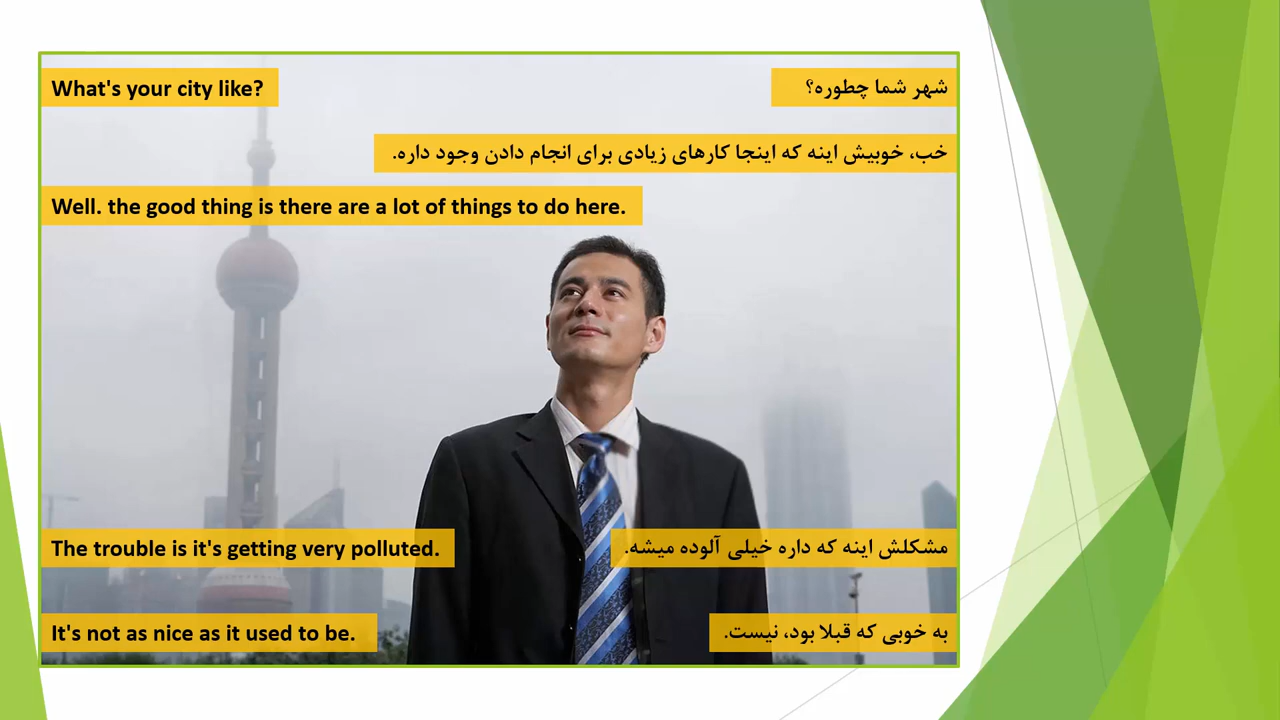 What's your city like?
شهر شما چطوره؟
خب، خوبیش اینه که اینجا کارهای زیادی برای انجام دادن وجود داره.
Well. the good thing is there are a lot of things to do here.
The trouble is it's getting very polluted.
مشکلش اینه که داره خیلی آلوده میشه.
It's not as nice as it used to be.
به خوبی که قبلا بود، نیست.